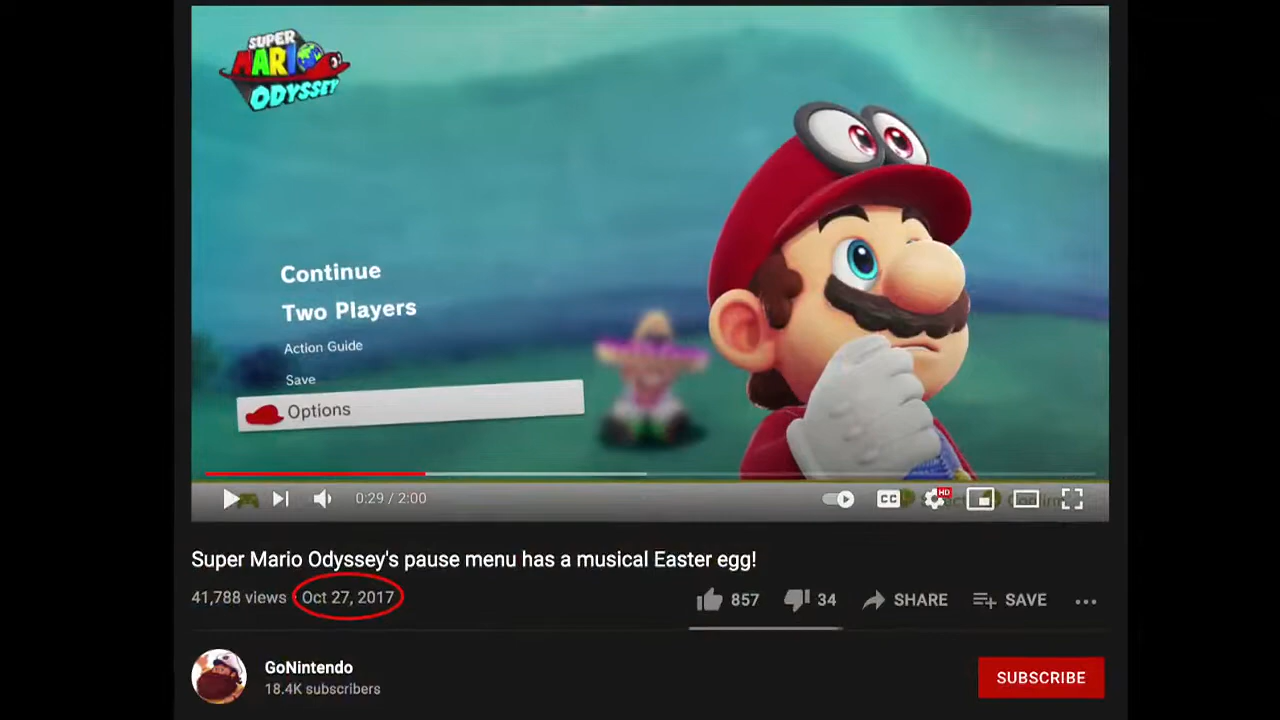 SUPER
MARIO
ODYSSEY
Continue
Two Players
Action Guide
Save
Options
0:29 / 2:00
CC
HD
Super Mario Odyssey's pause menu has a musical Easter egg!
41,788 views · Oct 27, 2017
857
34
SHARE
SAVE
GoNintendo
18.4K subscribers
SUBSCRIBE